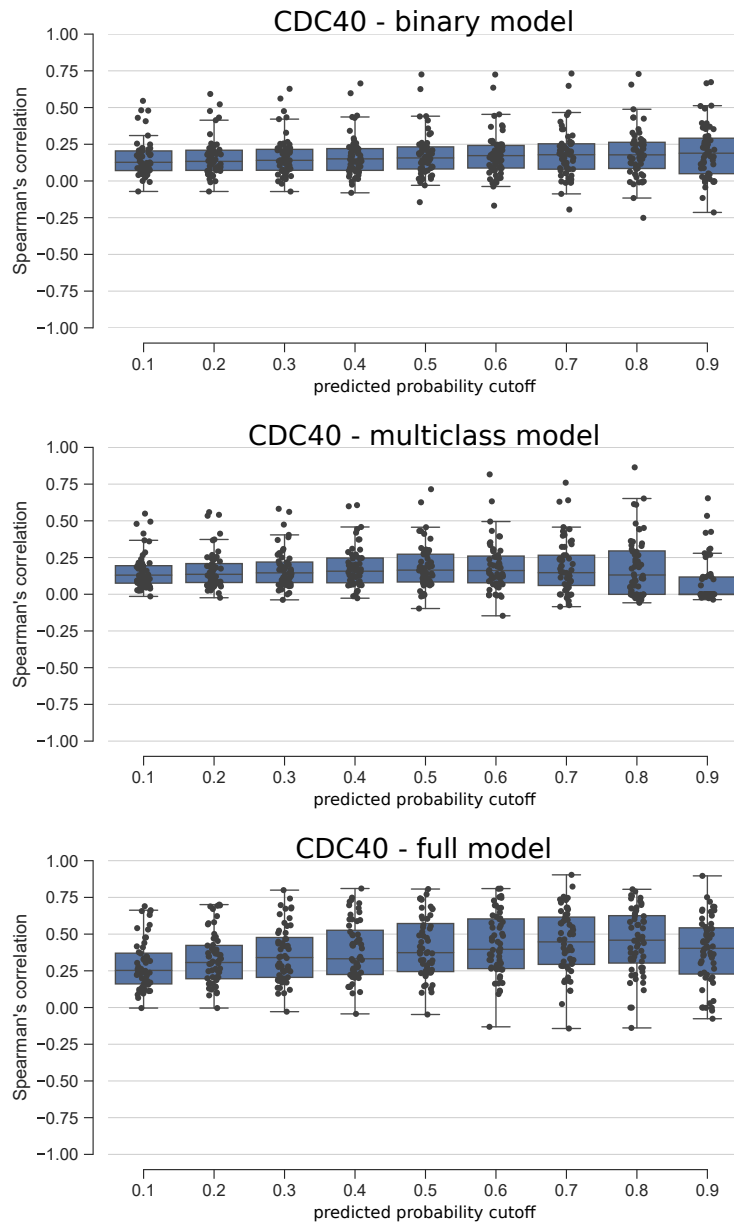 CDC40 - binary model
1.00
0.75
0.50
0.25
0.00
−0.25
−0.50
−0.75
−1.00
Spearman's correlation
0.1 0.2 0.3 0.4 0.5 0.6 0.7 0.8 0.9
predicted probability cutoff
CDC40 - multiclass model
1.00
0.75
0.50
0.25
0.00
−0.25
−0.50
−0.75
−1.00
Spearman's correlation
0.1 0.2 0.3 0.4 0.5 0.6 0.7 0.8 0.9
predicted probability cutoff
CDC40 - full model
1.00
0.75
0.50
0.25
0.00
−0.25
−0.50
−0.75
−1.00
Spearman's correlation
0.1 0.2 0.3 0.4 0.5 0.6 0.7 0.8 0.9
predicted probability cutoff